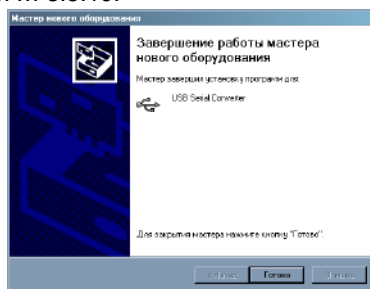 Мастер нового оборудования
Завершение работы мастера
нового оборудования
Мастер завершил установку программ для:
USB Serial Converter
Для закрытия мастера нажмите кнопку "Готово".
< Назад
Готово
Отмена